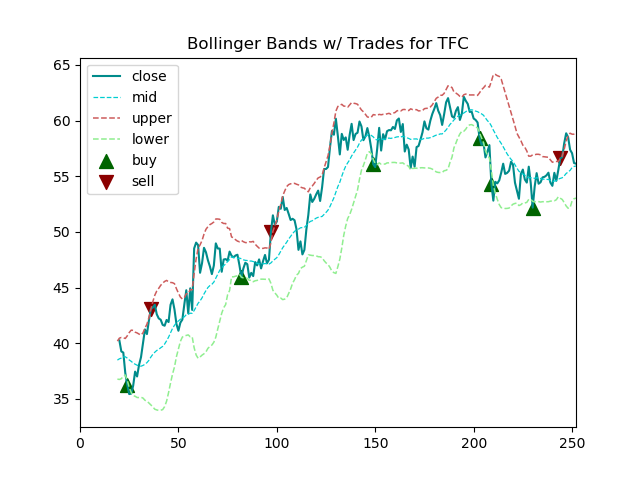 Bollinger Bands w/ Trades for TFC
65
60
55
50
45
40
35
close
mid
upper
lower
buy
sell
0 50 100 150 200 250